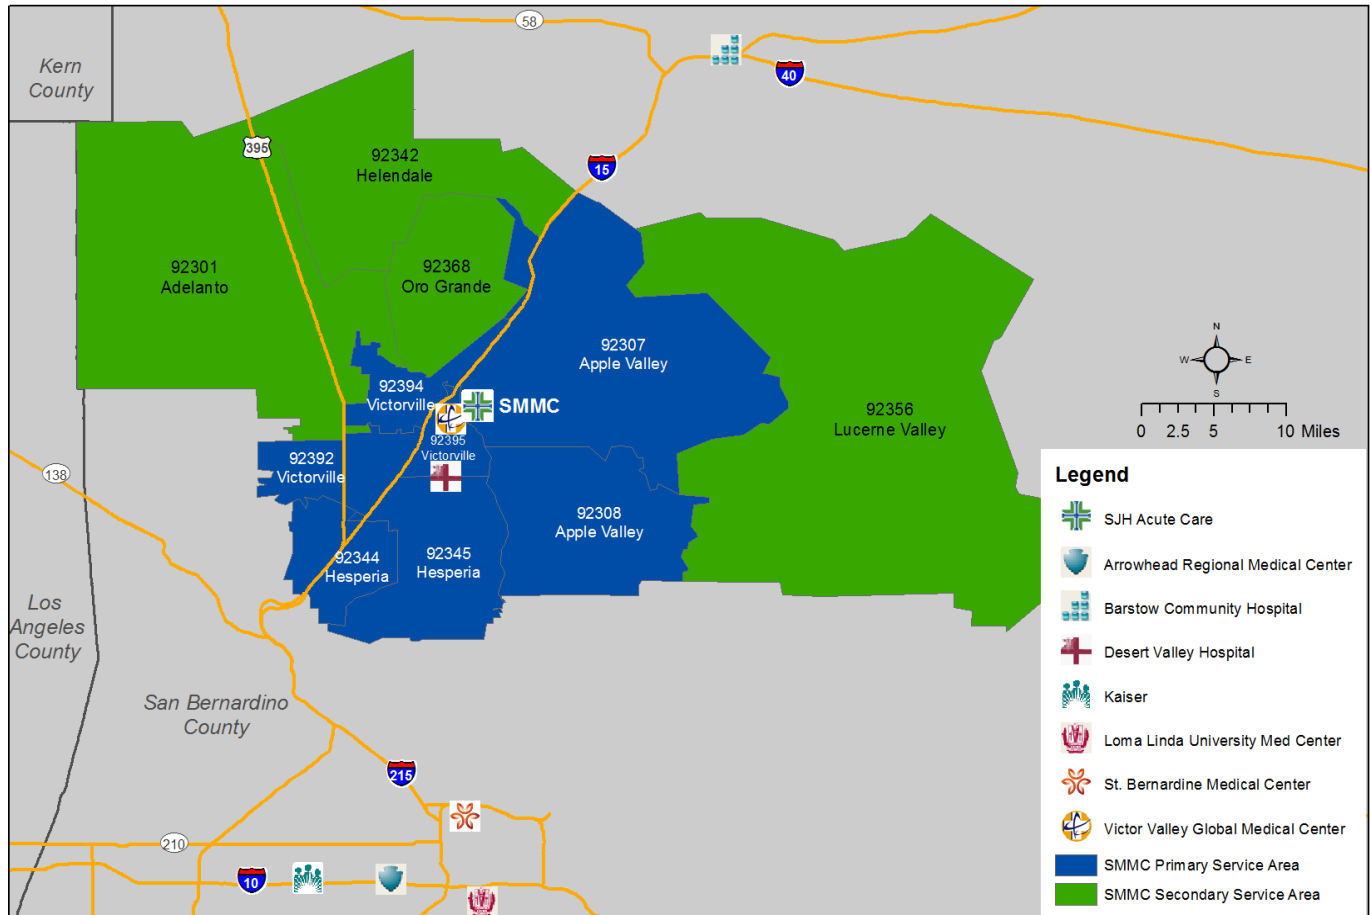 58
Kern
County
40
395
92342
Helendale
15
92301
Adelanto
92368
Oro Grande
92307
Apple Valley
N
W
E
S
92394
Victorville
SMMC
92356
Lucerne Valley
0 2.5 5 10 Miles
92395
Victorville
92392
Victorville
138
92308
Apple Valley
92344
Hesperia
92345
Hesperia
Los
Angeles
County
San Bernardino
County
215
210
10
Legend
SJH Acute Care
Arrowhead Regional Medical Center
Barstow Community Hospital
Desert Valley Hospital
Kaiser
Loma Linda University Med Center
St. Bernardine Medical Center
Victor Valley Global Medical Center
SMMC Primary Service Area
SMMC Secondary Service Area